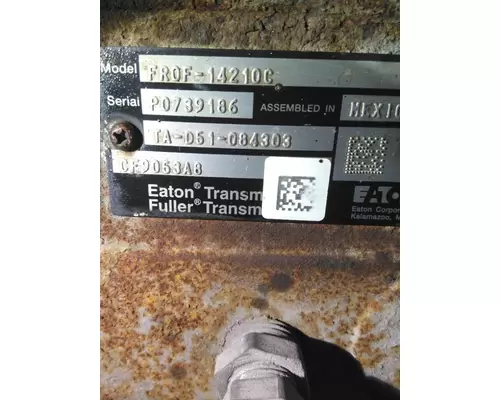 Model FROF-14210C
Serial P0739186 ASSEMBLED IN MEXIC
TA-D51-084303
CF9053A8
Eaton® Transm
Fuller® Transm
EAT
Eaton Corpor
Kalamazoo, M